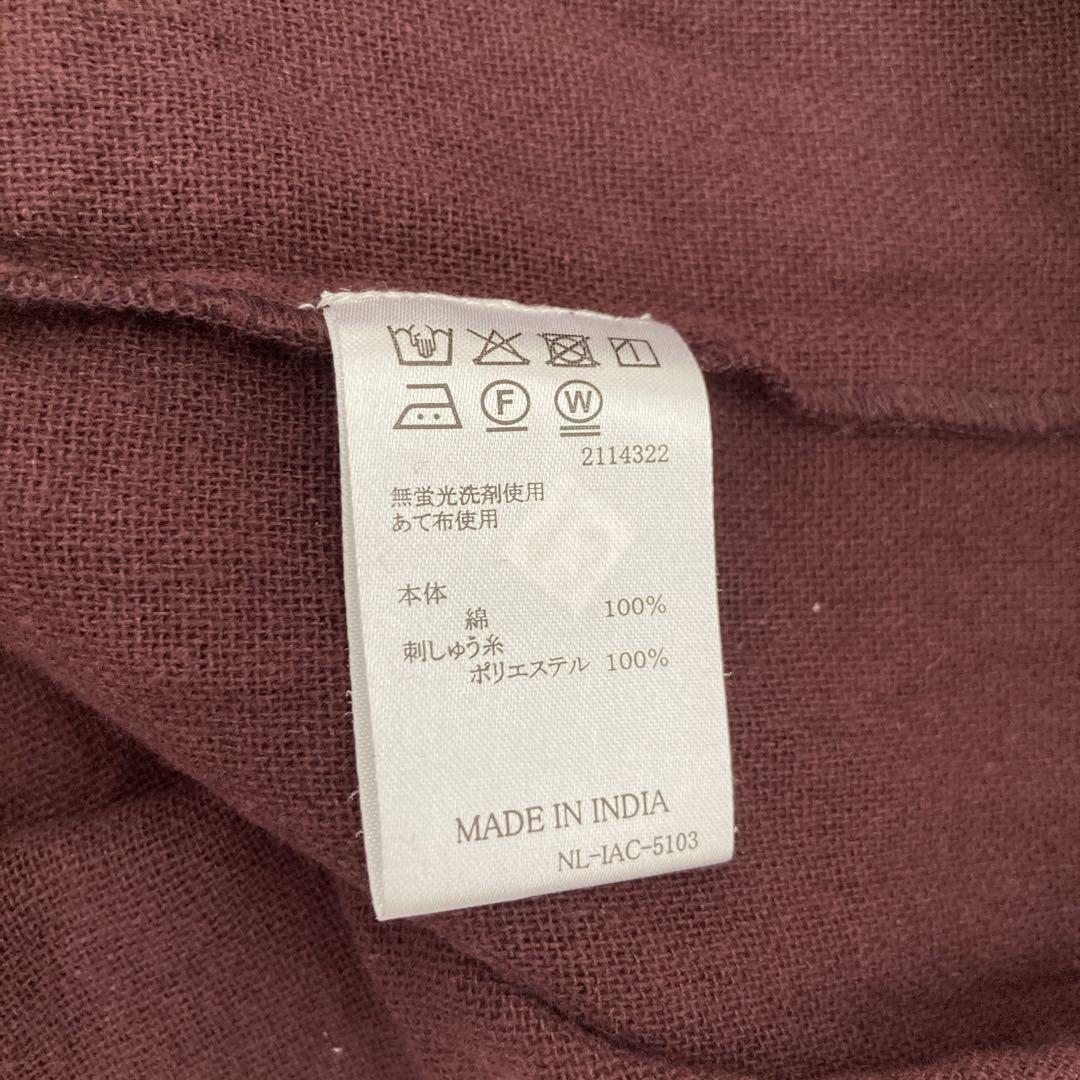 F W
2114322
無蛍光洗剤使用
あて布使用
本体
綿 100%
刺しゅう糸
ポリエステル 100%
MADE IN INDIA
NL-IAC-5103